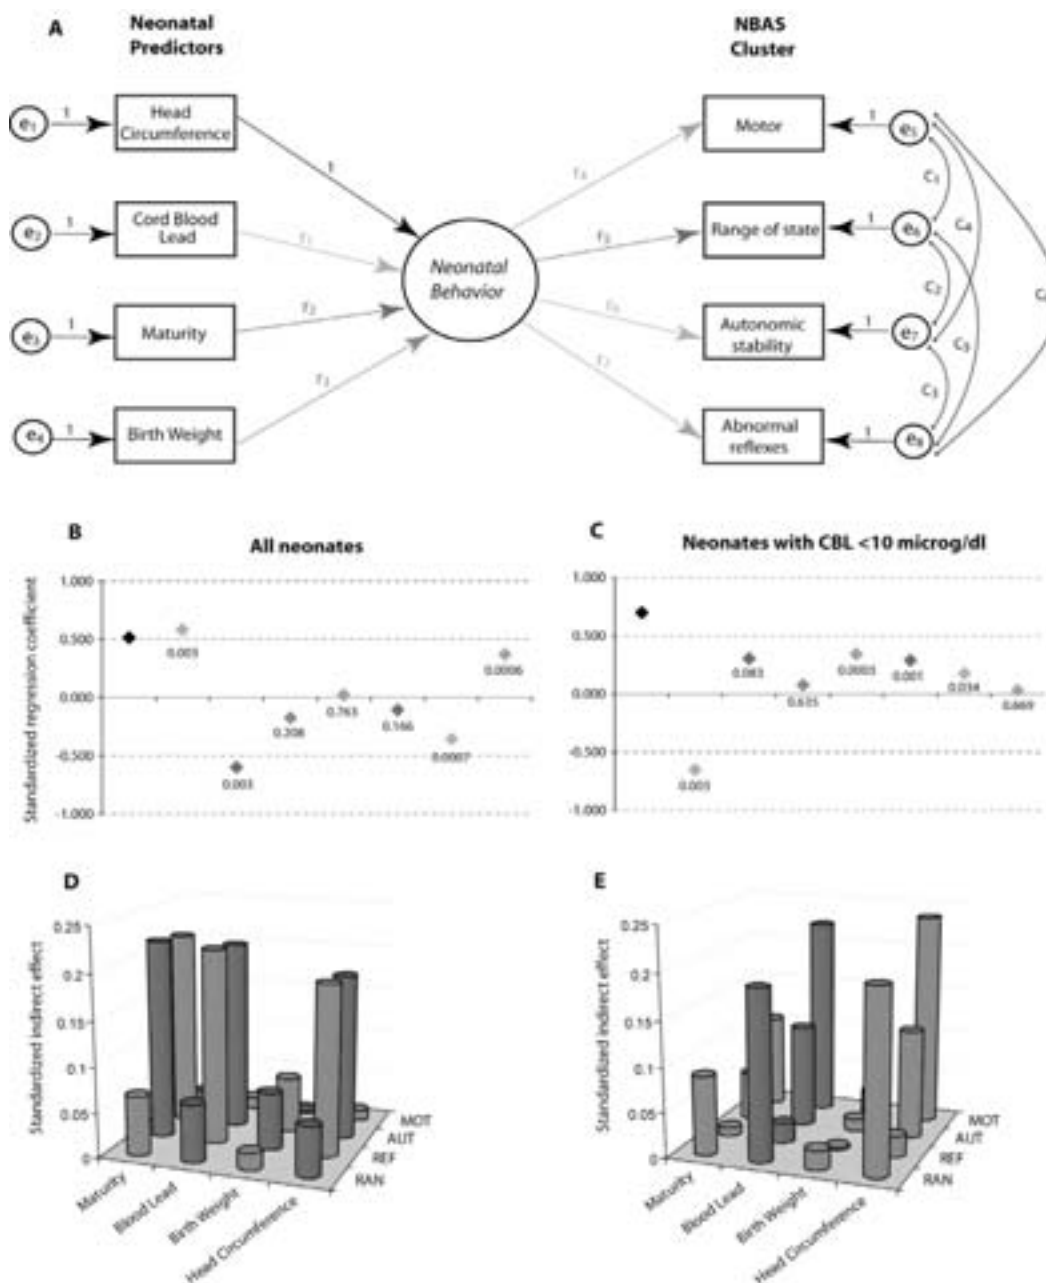 A
Neonatal
Predictors
NBAS
Cluster
e1
1
Head
Circumference
1
Motor
1
e5
e2
1
Cord Blood
Lead
r1
Neonatal
Behavior
Range of state
1
e6
e3
1
Maturity
r2
Autonomic
stability
1
e7
e4
1
Birth Weight
r3
Abnormal
reflexes
1
e8
r7
C1
C2
C4
B
All neonates
Standardized regression coefficient
1.000
0.500
0.000
-0.500
-1.000
0.003
0.003
0.208
0.763
0.166
0.0007
0.0006
C
Neonates with CBL <10 microg/dl
1.000
0.500
0.000
-0.500
-1.000
0.003
0.083
0.635
0.0003
0.001
0.034
0.669
D
Standardized indirect effect
0.25
0.2
0.15
0.1
0.05
0
Maturity
Blood Lead
Birth Weight
Head Circumference
RAN
REF
AUT
MOT
E
Standardized indirect effect
0.25
0.2
0.15
0.1
0.05
0
Maturity
Blood Lead
Birth Weight
Head Circumference
RAN
REF
AUT
MOT